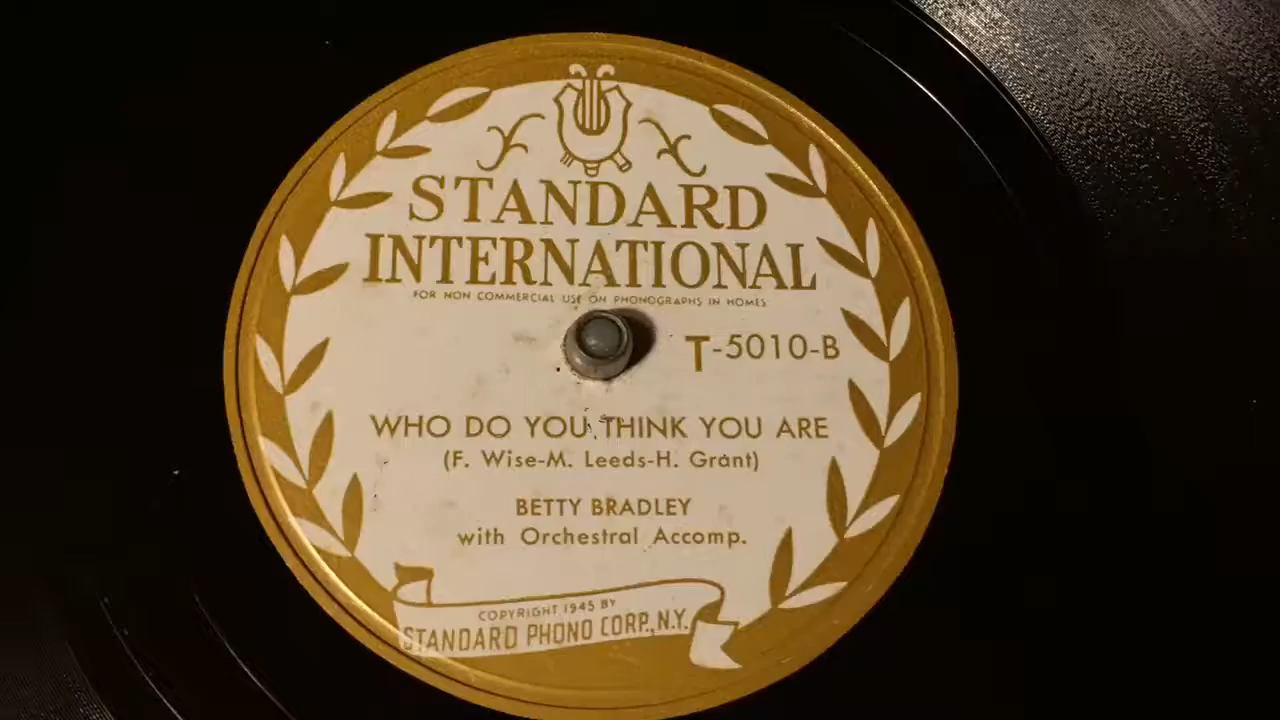 STANDARD
INTERNATIONAL
FOR NON COMMERCIAL USE ON PHONOGRAPHS IN HOMES
T-5010-B
WHO DO YOU THINK YOU ARE
(F. Wise-M. Leeds-H. Grant)
BETTY BRADLEY
with Orchestral Accomp.
COPYRIGHT 1945 BY
STANDARD PHONO CORP., N.Y.